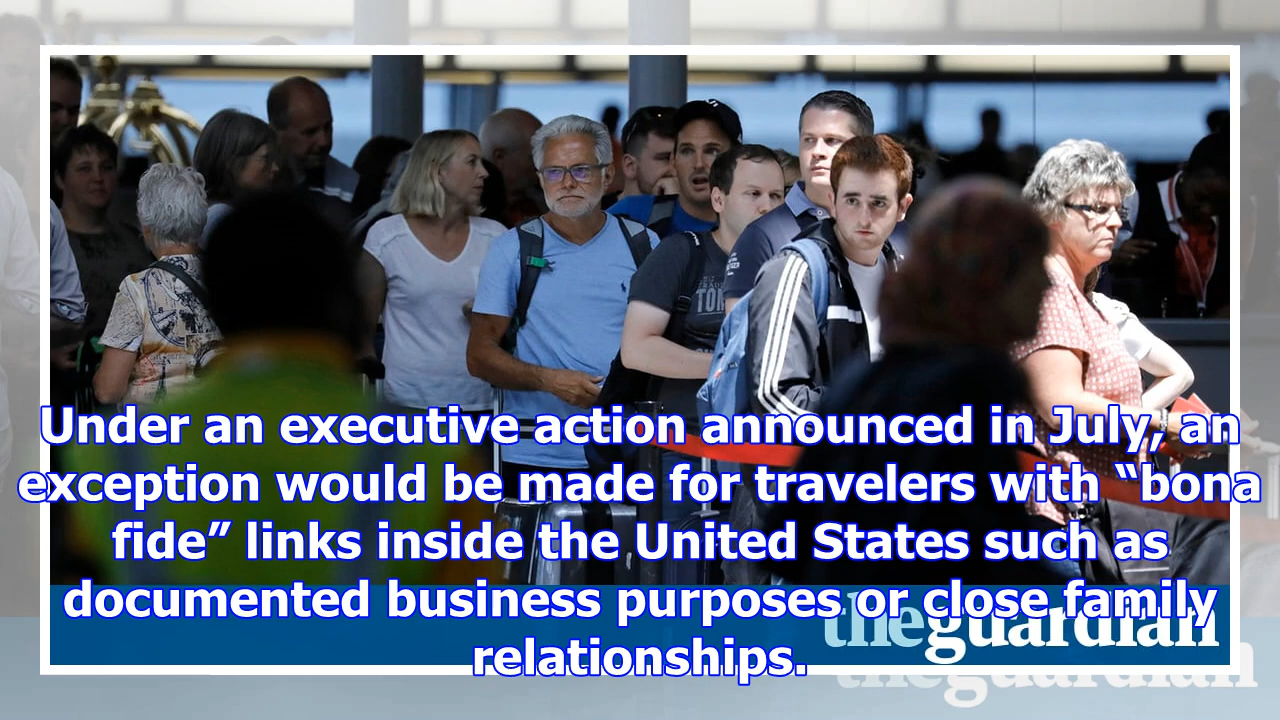 Under an executive action announced in July, an
exception would be made for travelers with “bona
fide” links inside the United States such as
documented business purposes or close family
relationships.
theguardian
theguardian